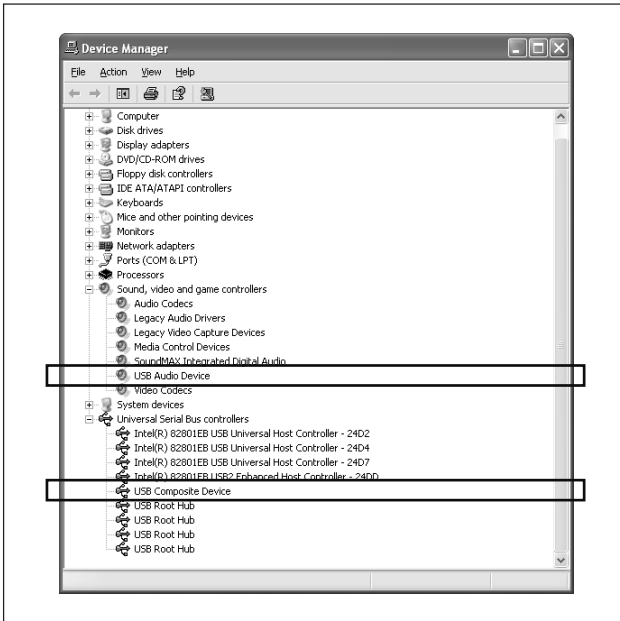 Device Manager
File Action View Help
Computer
Disk drives
Display adapters
DVD/CD-ROM drives
Floppy disk controllers
IDE ATA/ATAPI controllers
Keyboards
Mice and other pointing devices
Monitors
Network adapters
Ports (COM & LPT)
Processors
Sound, video and game controllers
Audio Codecs
Legacy Audio Drivers
Legacy Video Capture Devices
Media Control Devices
SoundMAX Integrated Digital Audio
USB Audio Device
Video Codecs
System devices
Universal Serial Bus controllers
Intel(R) 82801EB USB Universal Host Controller - 24D2
Intel(R) 82801EB USB Universal Host Controller - 24D4
Intel(R) 82801EB USB Universal Host Controller - 24D7
Intel(R) 82801EB USB2 Enhanced Host Controller - 24DD
USB Composite Device
USB Root Hub
USB Root Hub
USB Root Hub
USB Root Hub